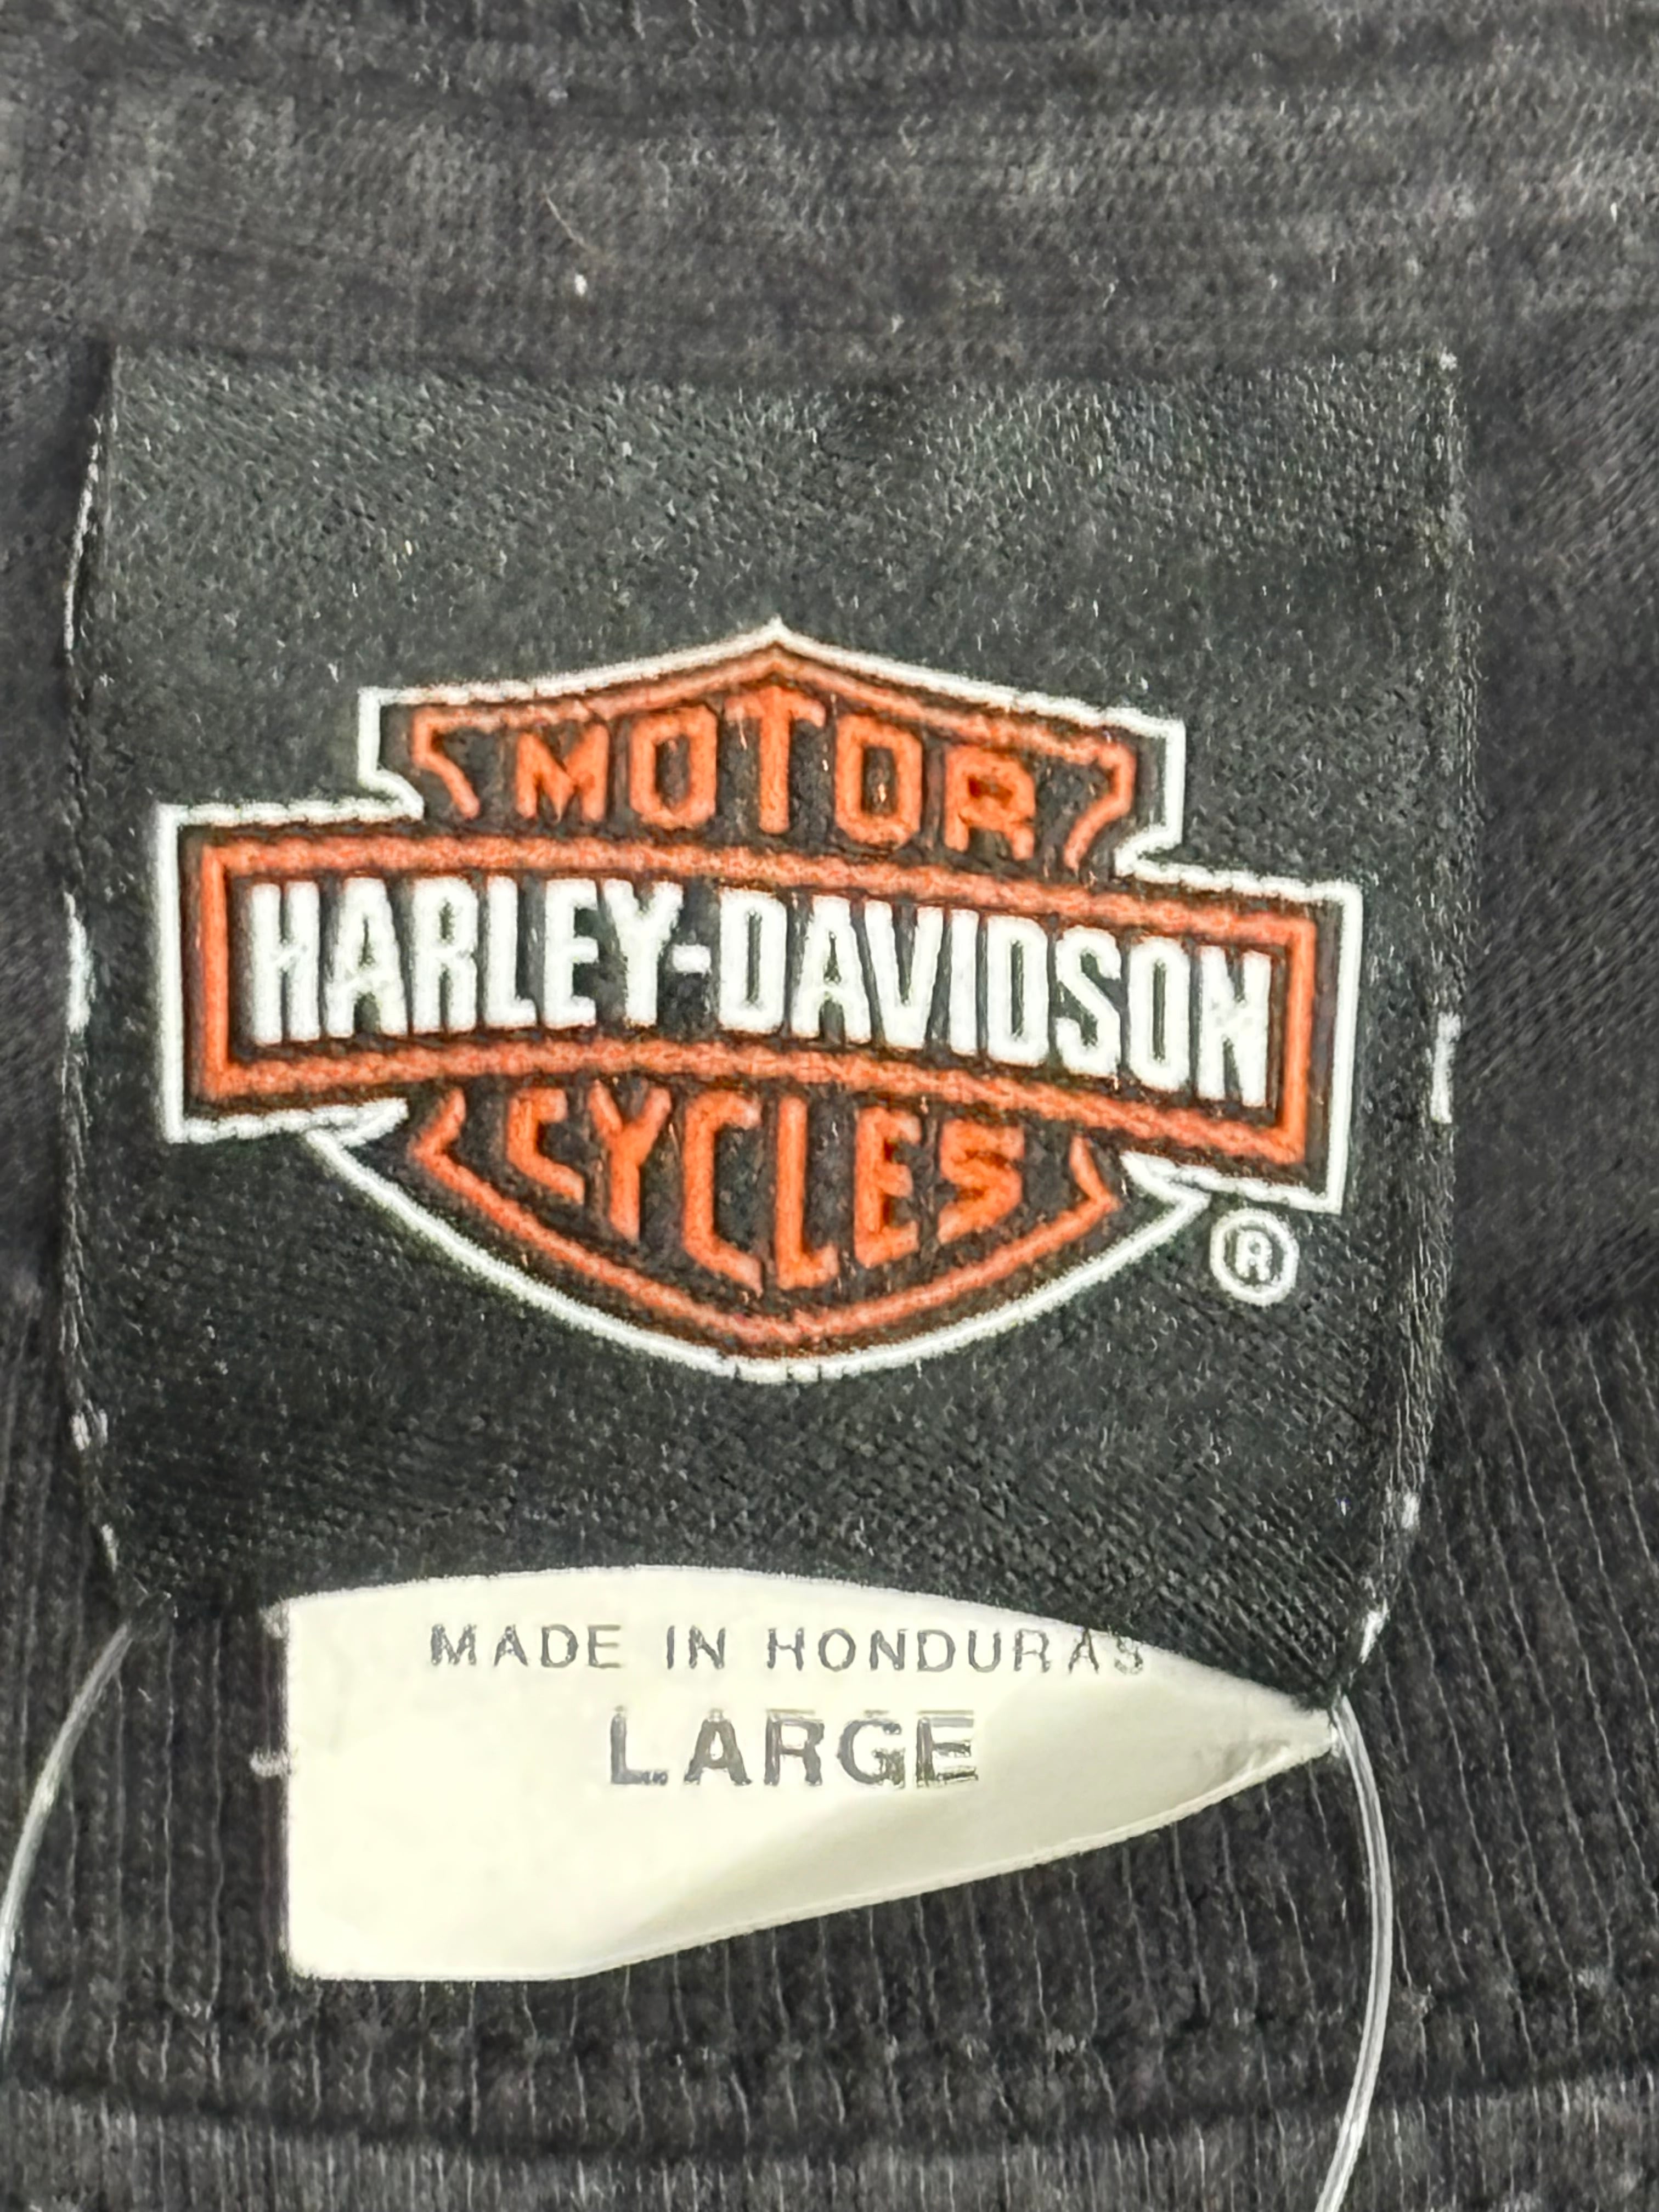 MOTOR
HARLEY-DAVIDSON
CYCLES
®
MADE IN HONDURAS
LARGE